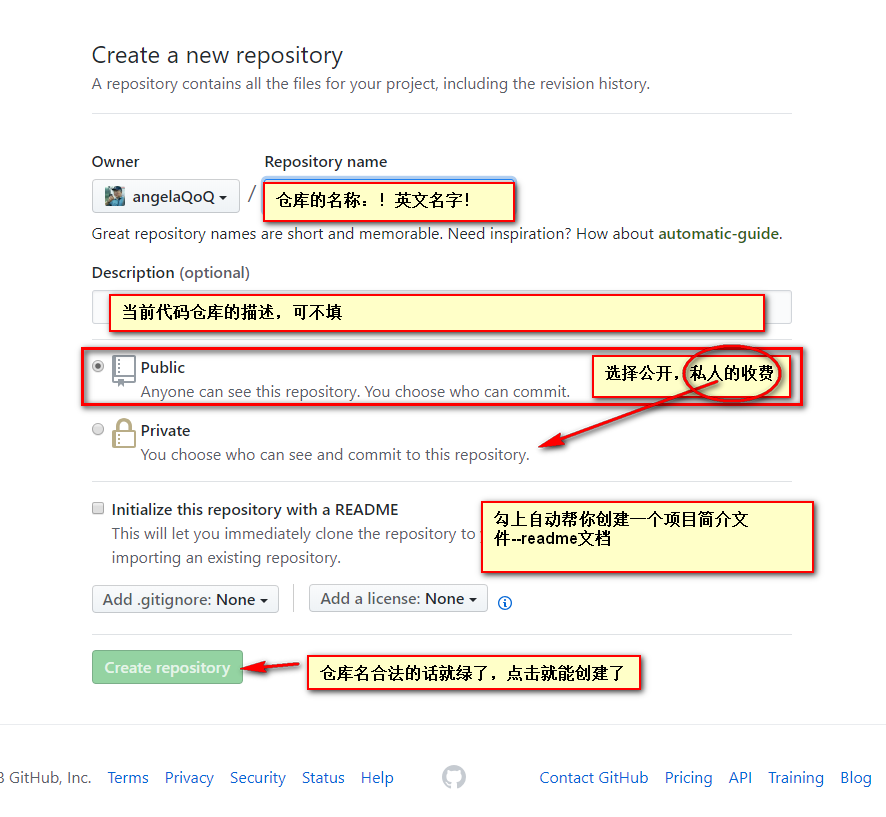 Create a new repository
A repository contains all the files for your project, including the revision history.
Owner
Repository name
angelaQoQ
/
仓库的名称：！英文名字！
Great repository names are short and memorable. Need inspiration? How about automatic-guide.
Description (optional)
当前代码仓库的描述，可不填
Public
Anyone can see this repository. You choose who can commit.
选择公开，私人的收费
Private
You choose who can see and commit to this repository.
Initialize this repository with a README
This will let you immediately clone the repository to
importing an existing repository.
勾上自动帮你创建一个项目简介文
件--readme文档
Add .gitignore: None
Add a license: None
Create repository
仓库名合法的话就绿了，点击就能创建了
GitHub, Inc. Terms Privacy Security Status Help
Contact GitHub Pricing API Training Blog